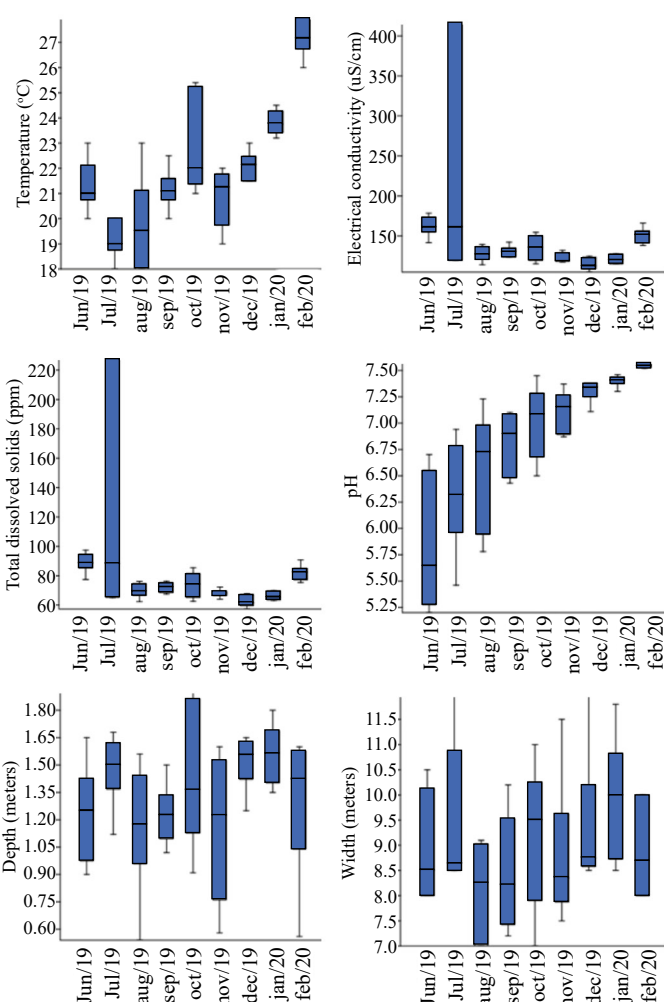 Temperature (°C)
27
26
25
24
23
22
21
20
19
18
Jun/19
Jul/19
aug/19
sep/19
oct/19
nov/19
dec/19
jan/20
feb/20
Electrical conductivity (uS/cm)
400
350
300
250
200
150
Jun/19
Jul/19
aug/19
sep/19
oct/19
nov/19
dec/19
jan/20
feb/20
Total dissolved solids (ppm)
220
200
180
160
140
120
100
80
60
Jun/19
Jul/19
aug/19
sep/19
oct/19
nov/19
dec/19
jan/20
feb/20
pH
7.50
7.25
7.00
6.75
6.50
6.25
6.00
5.75
5.50
5.25
Jun/19
Jul/19
aug/19
sep/19
oct/19
nov/19
dec/19
jan/20
feb/20
Depth (meters)
1.80
1.65
1.50
1.35
1.20
1.05
0.90
0.75
0.60
Jun/19
Jul/19
aug/19
sep/19
oct/19
nov/19
dec/19
jan/20
feb/20
Width (meters)
11.5
11.0
10.5
10.0
9.5
9.0
8.5
8.0
7.5
7.0
Jun/19
Jul/19
aug/19
sep/19
oct/19
nov/19
dec/19
jan/20
feb/20